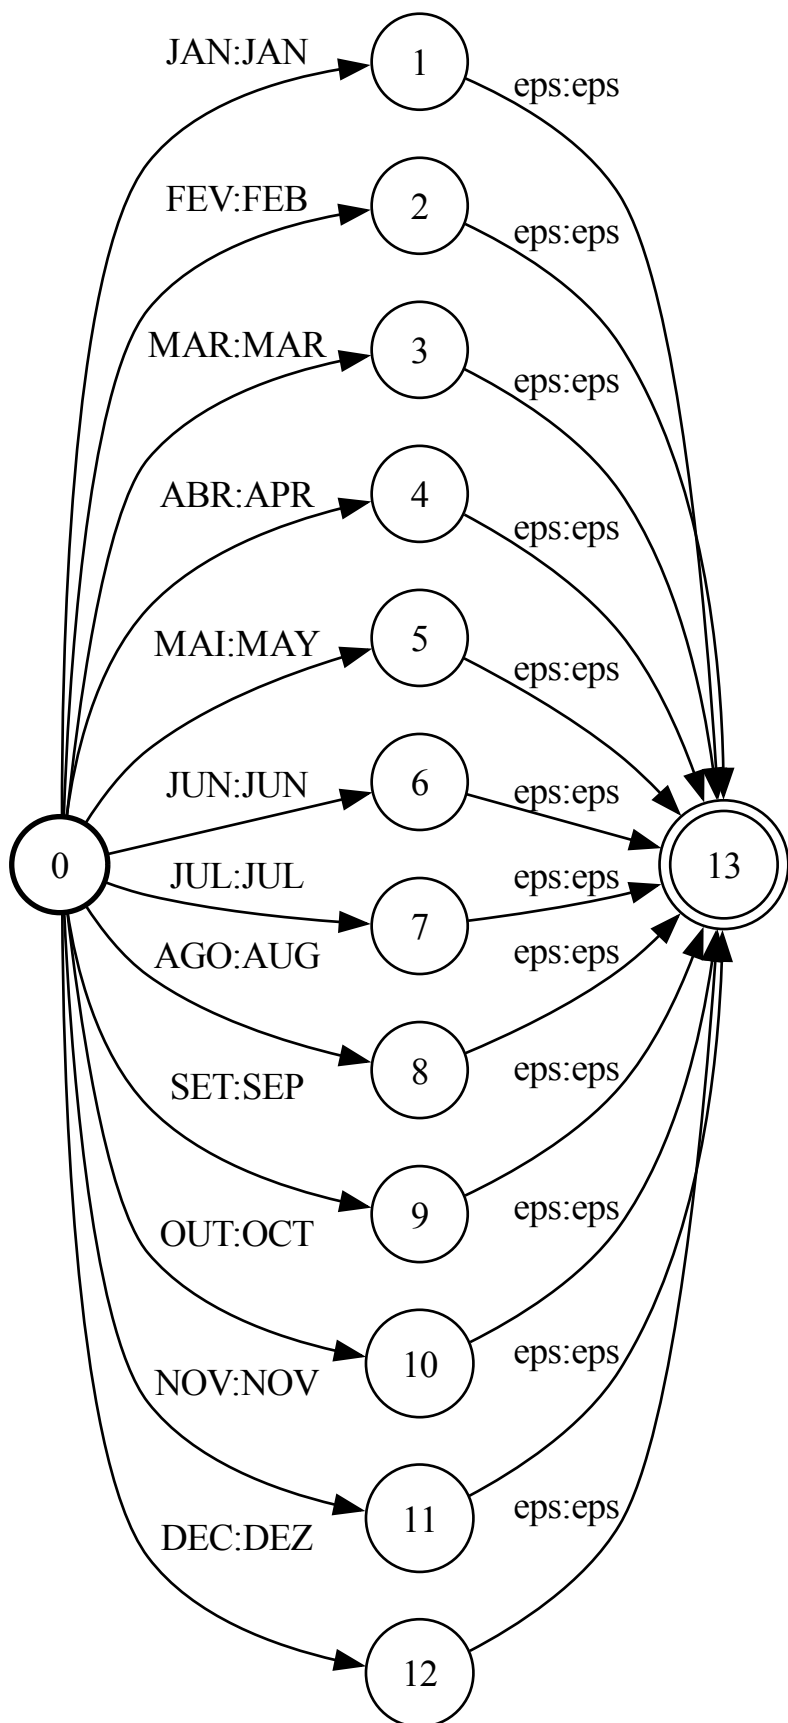 JAN:JAN
1
eps:eps
FEV:FEB
2
eps:eps
MAR:MAR
3
eps:eps
ABR:APR
4
eps:eps
MAI:MAY
5
eps:eps
JUN:JUN
6
eps:eps
0
13
JUL:JUL
7
eps:eps
AGO:AUG
8
eps:eps
SET:SEP
9
eps:eps
OUT:OCT
10
eps:eps
NOV:NOV
11
eps:eps
DEC:DEZ
12
eps:eps